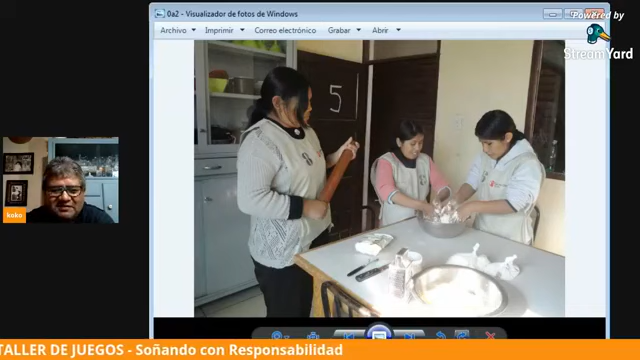 0a2 - Visualizador de fotos de Windows
Archivo Imprimir Correo electrónico Grabar Abrir
Powered by
StreamYard
5
koko
TALLER DE JUEGOS - Soñando con Responsabilidad